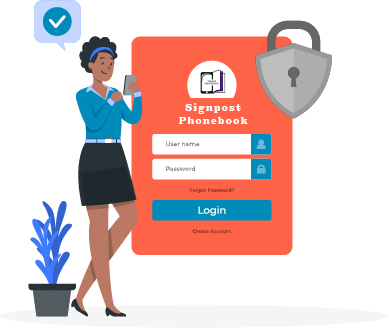 Signpost
Phonebook
User name
Password
Forgot Password?
Login
Create Account